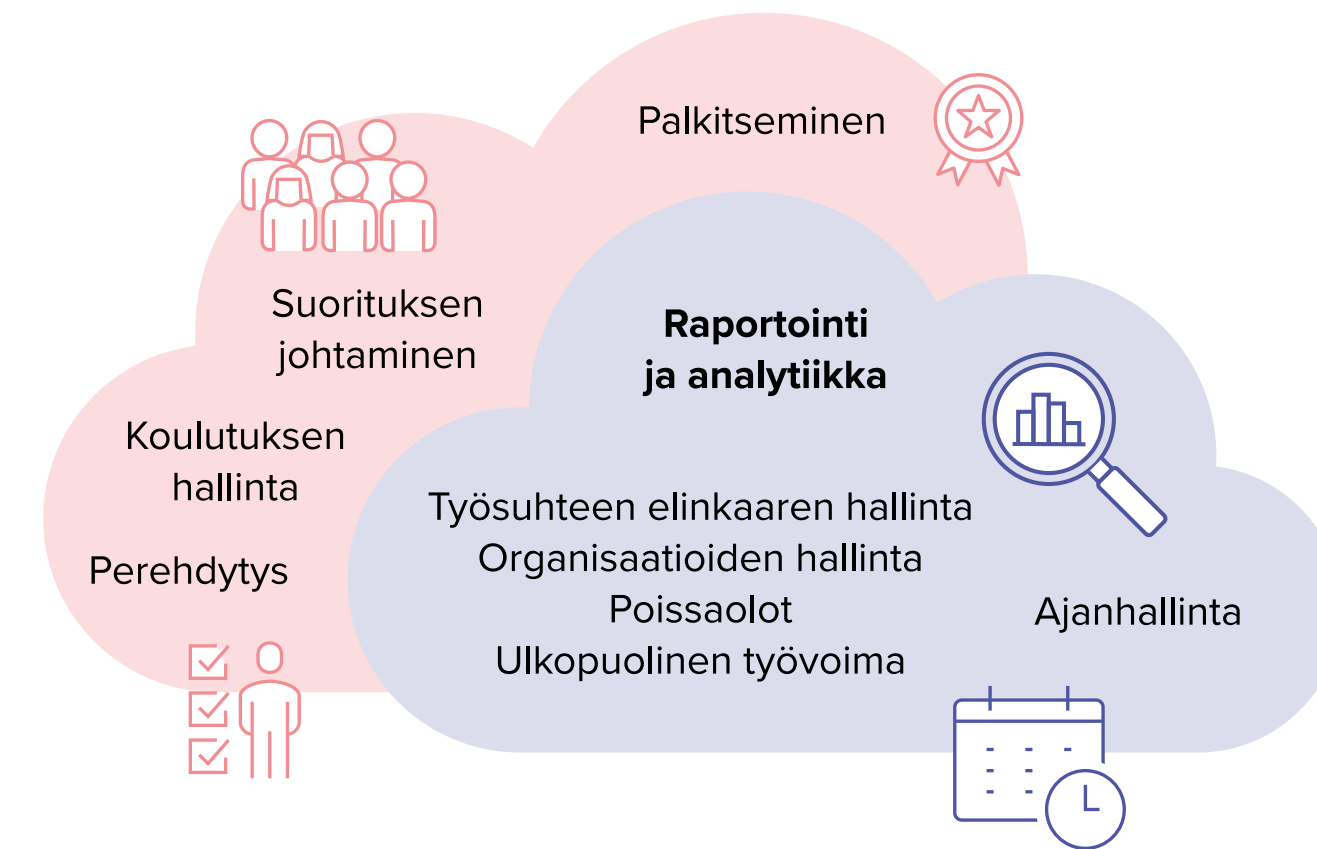 Palkitseminen
Suorituksen
johtaminen
Raportointi
ja analytiikka
Koulutuksen
hallinta
Perehdytys
Työsuhteen elinkaaren hallinta
Organisaatioiden hallinta
Poissaolot
Ulkopuolinen työvoima
Ajanhallinta